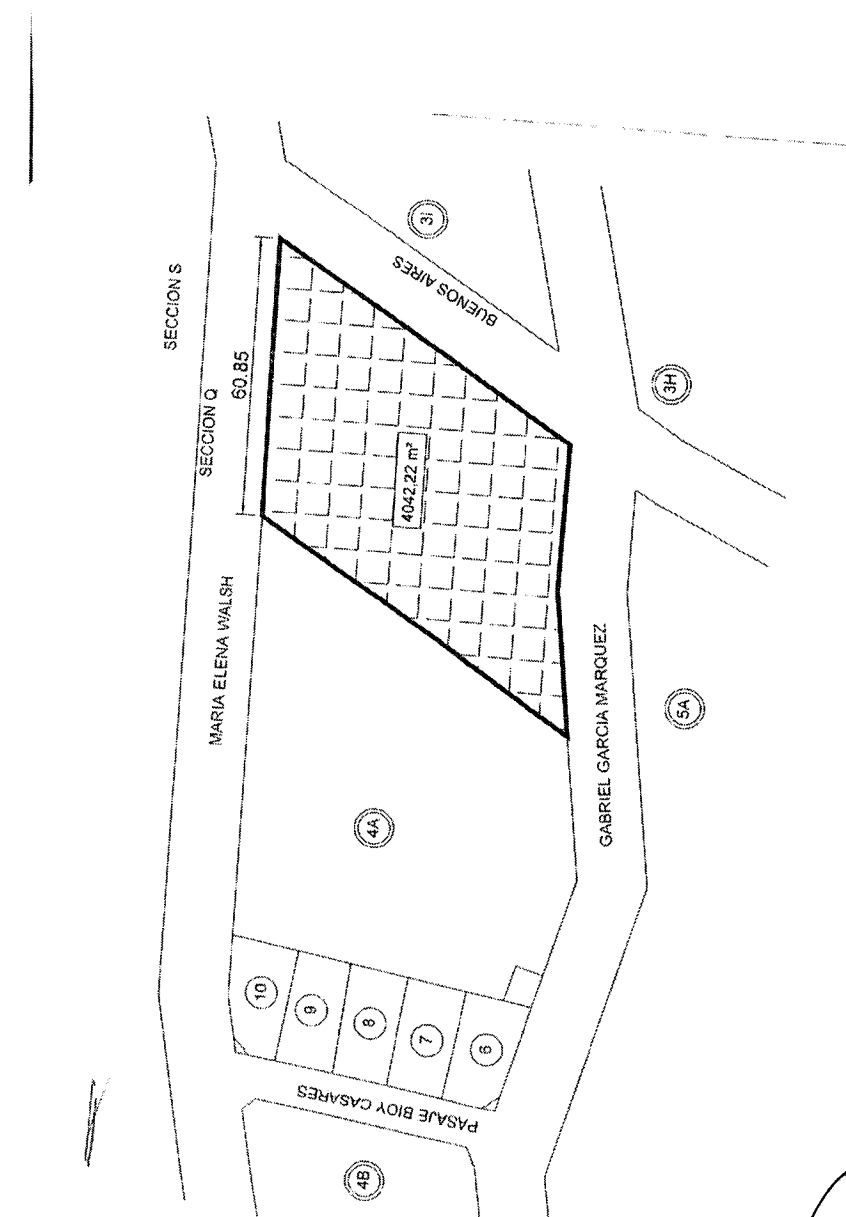 SECCION S
SECCION Q
60.85
MARIA ELENA WALSH
BUENOS AIRES
3I
4042,22 m²
3H
GABRIEL GARCIA MARQUEZ
5A
4A
10
9
8
7
6
PASAJE BIOY CASARES
4B